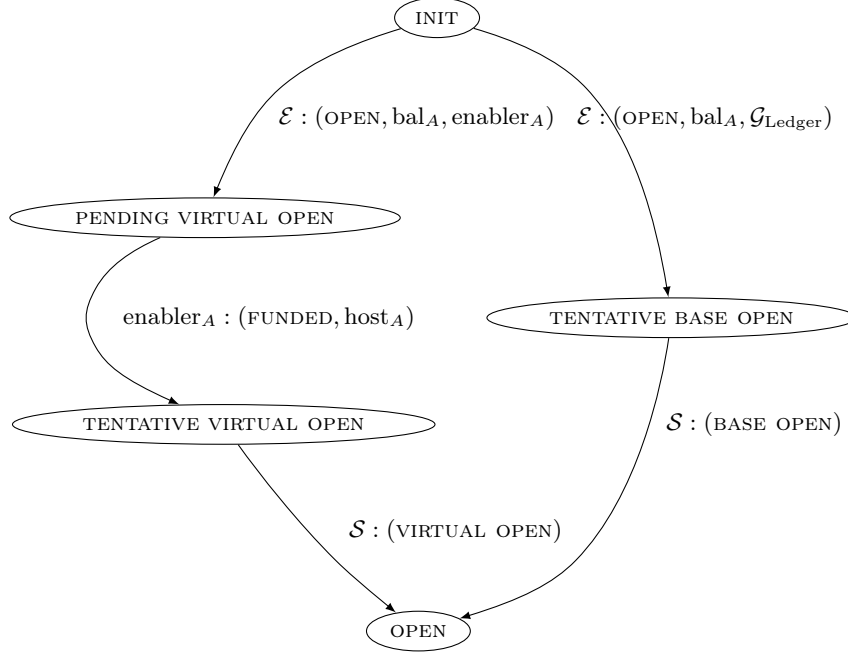 INIT
ℰ : (OPEN, bal_A, enabler_A) ℰ : (OPEN, bal_A, 𝒢_Ledger)
PENDING VIRTUAL OPEN
enabler_A : (FUNDED, host_A)
TENTATIVE BASE OPEN
TENTATIVE VIRTUAL OPEN
𝒮 : (BASE OPEN)
𝒮 : (VIRTUAL OPEN)
OPEN